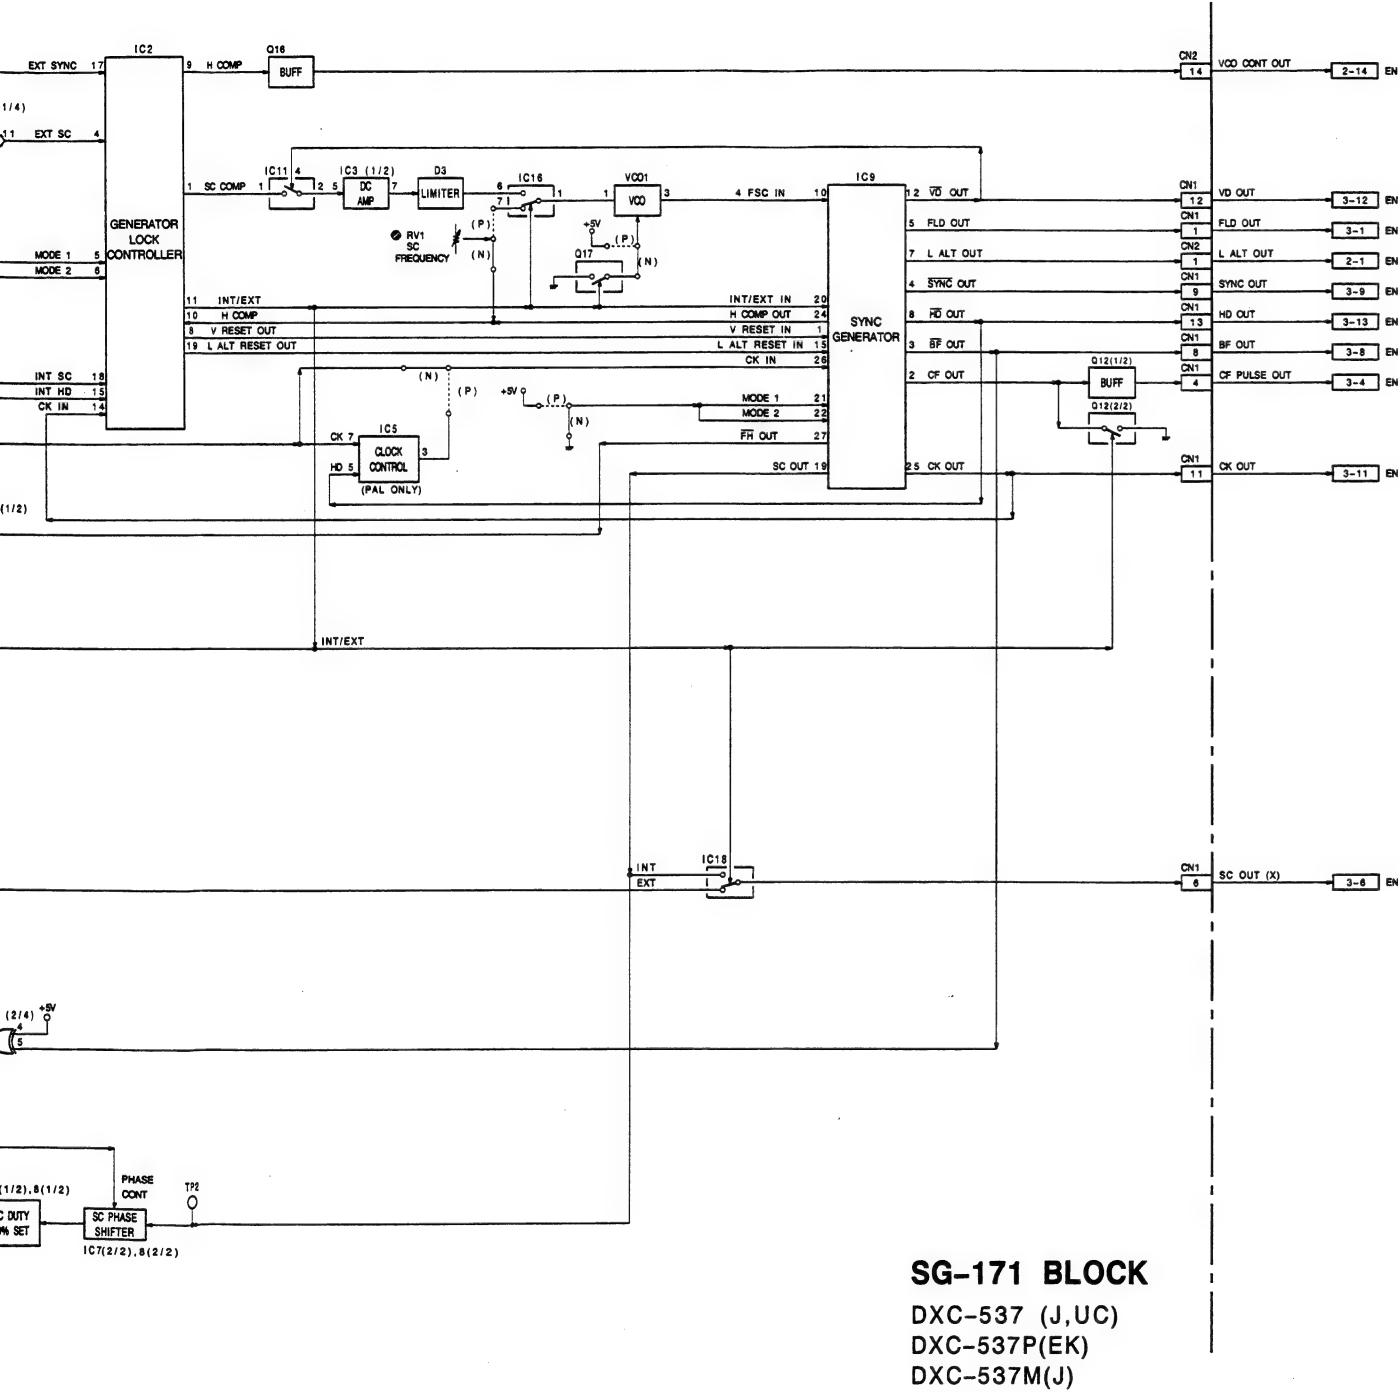 IC2
Q16
CN2
EXT SYNC 17
9 H COMP
BUFF
14
VCO CONT OUT
2-14
EN
1/4)
11 EXT SC 4
IC11 4
IC3 (1/2)
D3
IC16
VCO1
IC9
1 SC COMP 1
2 5
DC AMP
7
LIMITER
6
7
1
1
VCO
3
4 FSC IN 10
12 VD OUT
CN1
12
VD OUT
3-12
EN
GENERATOR
LOCK
CONTROLLER
(P)
RV1
SC
FREQUENCY
(N)
+5V
(P)
Q17
(N)
5 FLD OUT
CN1
1
FLD OUT
3-1
EN
MODE 1 5
MODE 2 6
7 L ALT OUT
CN2
1
L ALT OUT
2-1
EN
4 SYNC OUT
CN1
9
SYNC OUT
3-9
EN
11 INT/EXT
INT/EXT IN 20
10 H COMP
H COMP OUT 24
8 V RESET OUT
V RESET IN 1
19 L ALT RESET OUT
L ALT RESET IN 15
CK IN 26
SYNC
GENERATOR
8 HD OUT
CN1
13
HD OUT
3-13
EN
3 BF OUT
CN1
8
BF OUT
3-8
EN
INT SC 18
INT HD 15
CK IN 14
(N)
(P)
+5V
(P)
(N)
2 CF OUT
Q12(1/2)
BUFF
CN1
4
CF PULSE OUT
3-4
EN
MODE 1 21
MODE 2 22
Q12(2/2)
CK 7
IC5
CLOCK
CONTROL
3
HD 5
(PAL ONLY)
FH OUT 27
SC OUT 19
25 CK OUT
CN1
11
CK OUT
3-11
EN
(1/2)
INT/EXT
INT
EXT
IC18
CN1
6
SC OUT (X)
3-6
EN
(2/4)
+5V
4
5
PHASE
CONT
TP2
(1/2),8(1/2)
C DUTY
% SET
SC PHASE
SHIFTER
IC7(2/2),8(2/2)
SG-171 BLOCK
DXC-537 (J,UC)
DXC-537P(EK)
DXC-537M(J)